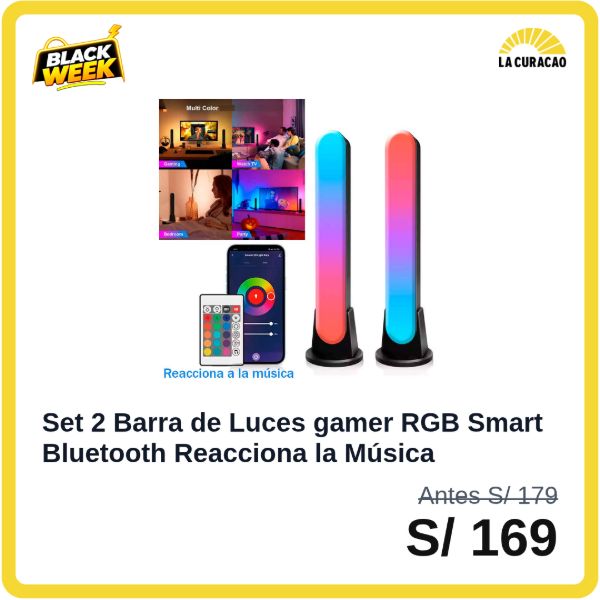 BLACK
WEEK
LA CURACAO
Multi Color
Gaming
Watch TV
Bedroom
Party
Reacciona a la música
Set 2 Barra de Luces gamer RGB Smart
Bluetooth Reacciona la Música
Antes S/ 179
S/ 169